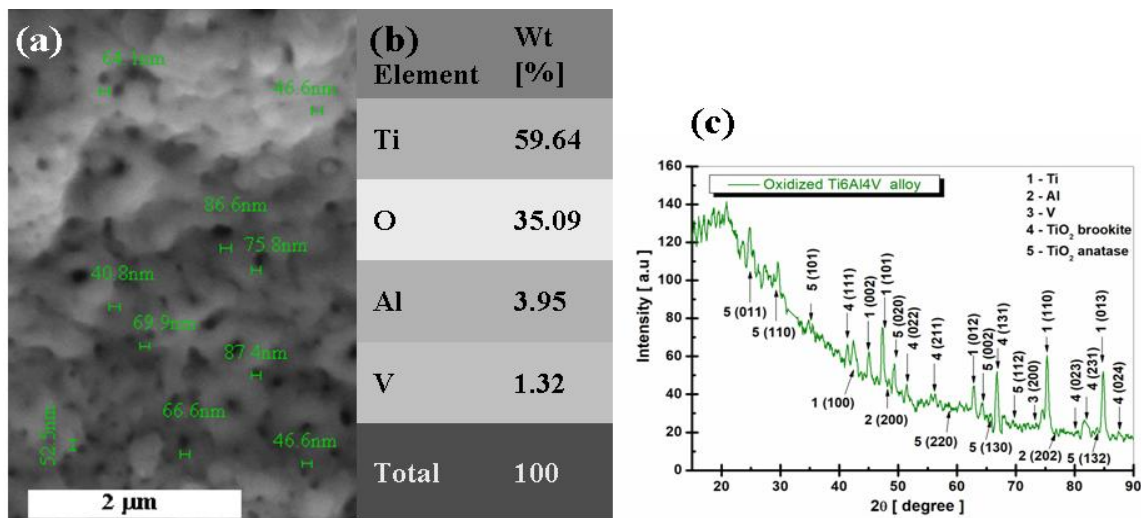 (a)
64.1nm
46.6nm
86.6nm
75.8nm
40.8nm
69.9nm
87.4nm
66.6nm
52.5nm
46.6nm
2 µm
(b) Wt
Element [%]
Ti 59.64
O 35.09
Al 3.95
V 1.32
Total 100
(c)
Oxidized Ti6Al4V alloy
1 - Ti
2 - Al
3 - V
4 - TiO₂ brookite
5 - TiO₂ anatase
Intensity [ a.u ]
160
140
120
100
80
60
40
20
0
5 (011)
5 (110)
5 (101)
4 (111)
1 (100)
1 (002)
1 (101)
2 (200)
5 (020)
4 (022)
4 (211)
5 (220)
1 (012)
5 (002)
5 (130)
4 (131)
5 (112)
3 (200)
1 (110)
2 (202)
4 (023)
4 (231)
5 (132)
1 (013)
4 (024)
20 30 40 50 60 70 80 90
2θ [ degree ]